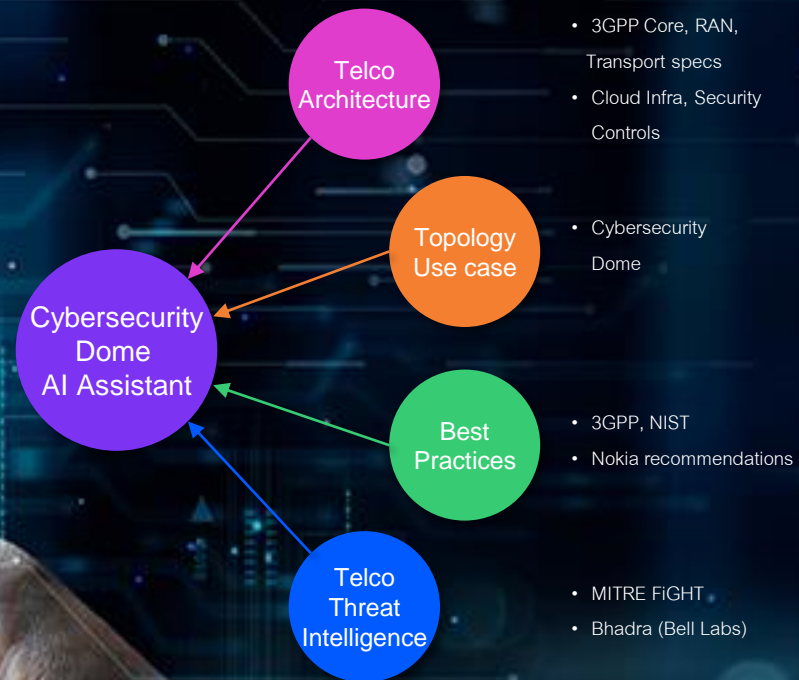 Telco
Architecture
• 3GPP Core, RAN,
Transport specs
• Cloud Infra, Security
Controls
Topology
Use case
• Cybersecurity
Dome
Cybersecurity
Dome
AI Assistant
Best
Practices
• 3GPP, NIST
• Nokia recommendations
Telco
Threat
Intelligence
• MITRE FiGHT
• Bhadra (Bell Labs)